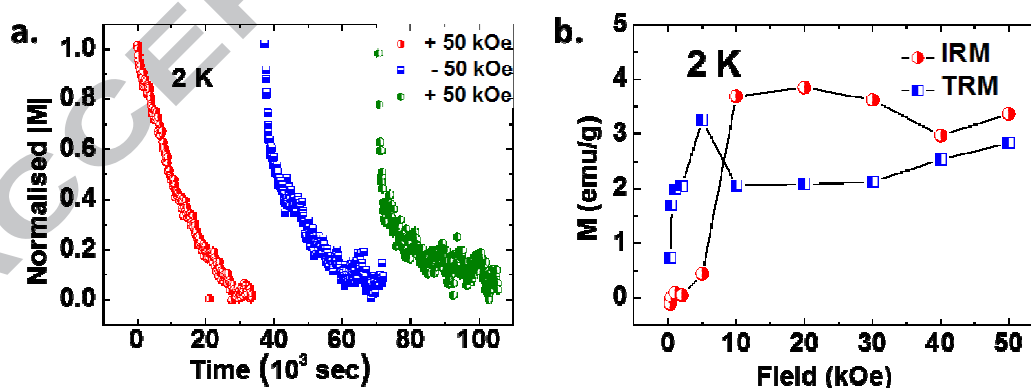 a.
2 K
+ 50 kOe
- 50 kOe
+ 50 kOe
Normalised |M|
1.0
0.8
0.6
0.4
0.2
0.0
0 20 40 60 80 100
Time (10³ sec)
b.
2 K
IRM
TRM
M (emu/g)
5
4
3
2
1
0
0 10 20 30 40 50
Field (kOe)